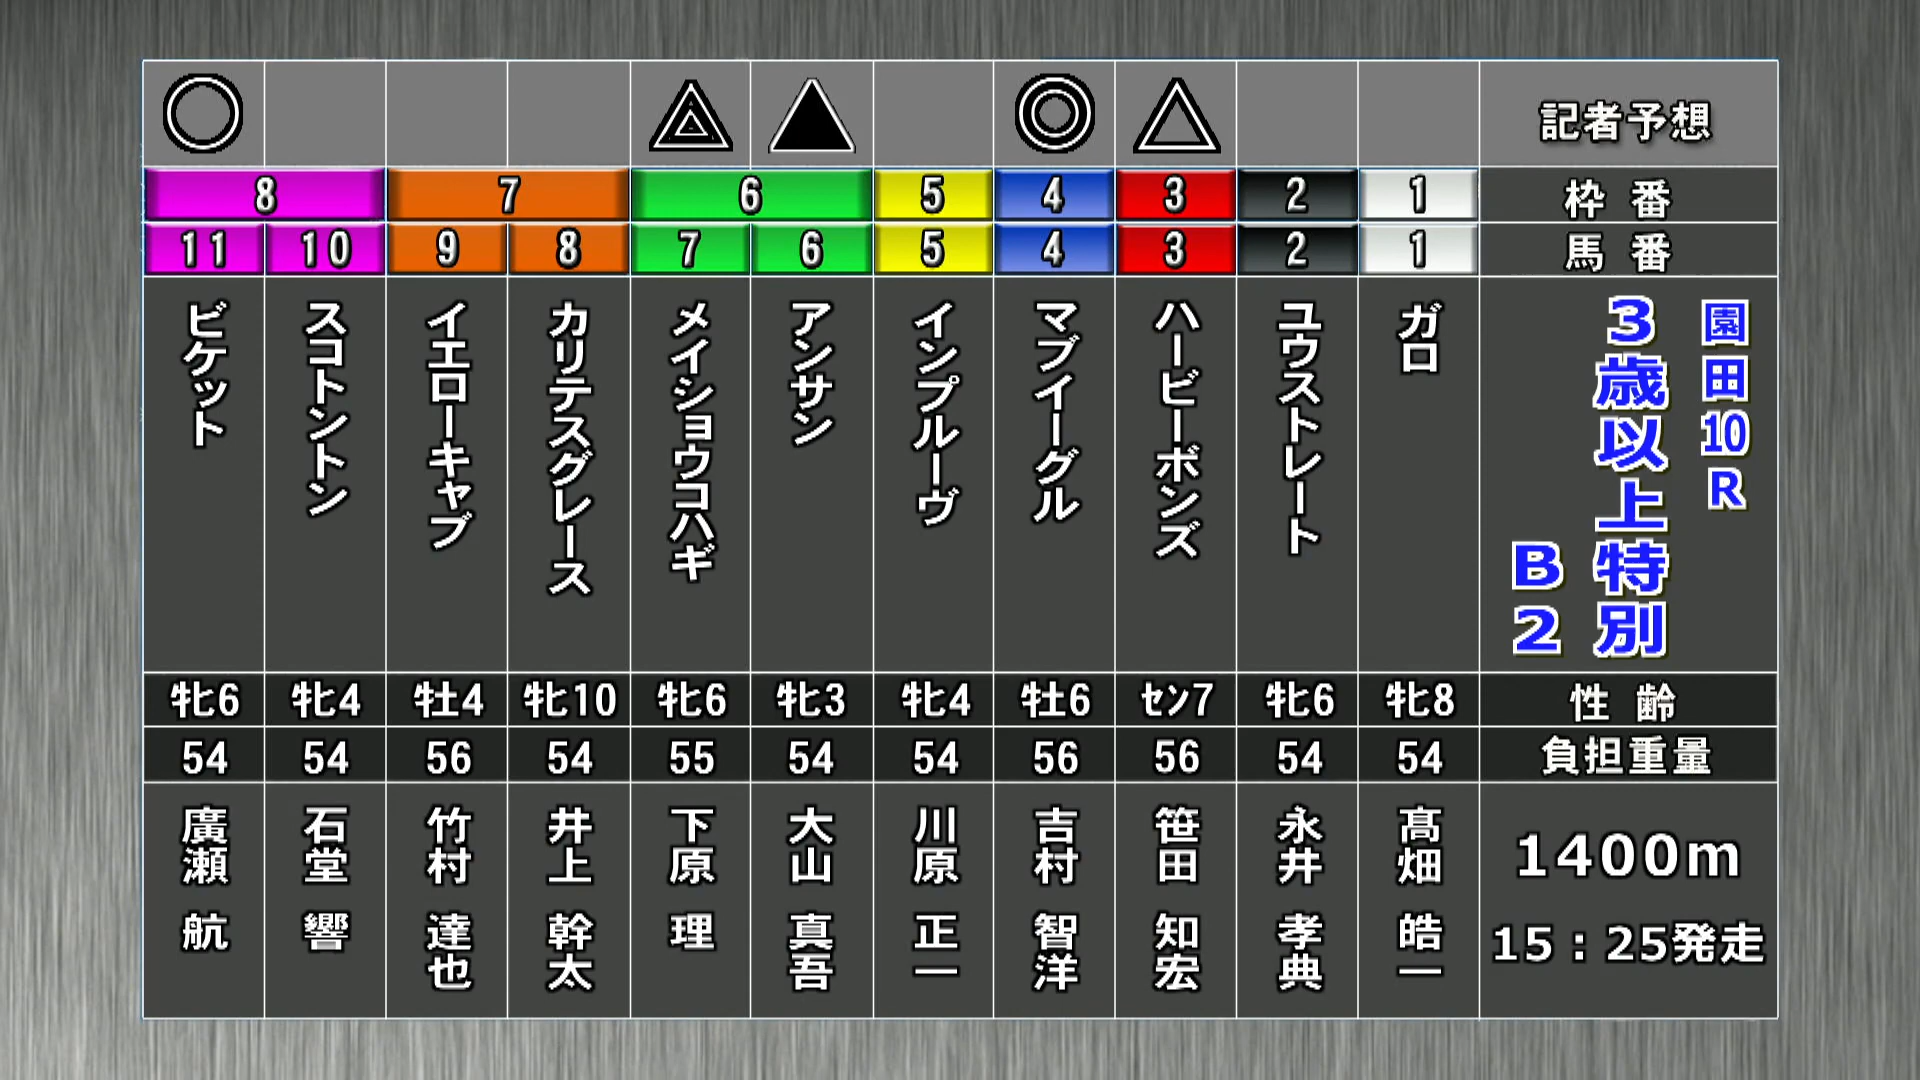 記者予想
枠番
8 7 6 5 4 3 2 1
馬番
11 10 9 8 7 6 5 4 3 2 1
園田10R
3歳以上特別
B2
ガロ
ユウストレート
ハービーボンズ
マブイーグル
インプルーヴ
アンサン
メイショウコハギ
カリテスグレース
イエローキャブ
スコトントン
ビケット
性齢
牝6 牝4 牡4 牝10 牝6 牝3 牝4 牡6 セン7 牝6 牝8
負担重量
54 54 56 54 55 54 54 56 56 54 54
1400m
15:25発走
髙畑皓一
永井孝典
笹田知宏
吉村智洋
川原正一
大山真吾
下原理
井上幹太
竹村達也
石堂響
廣瀬航